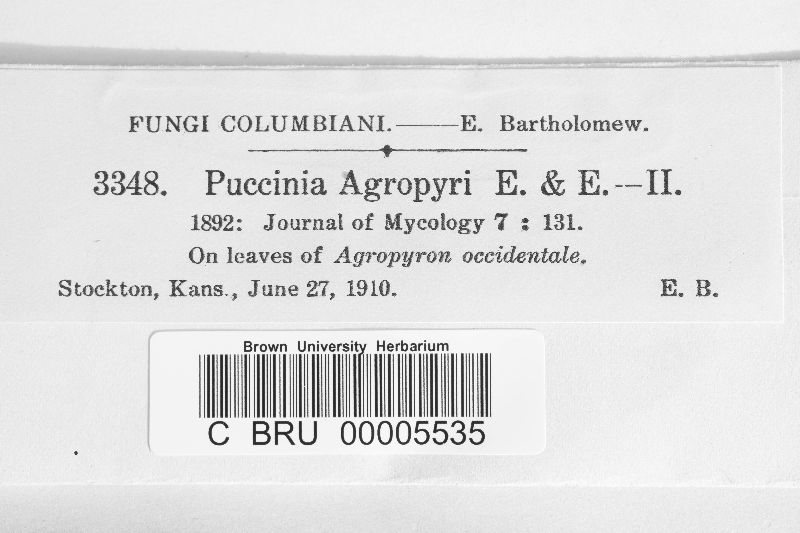 FUNGI COLUMBIANI.——E. Bartholomew.
3348. Puccinia Agropyri E. & E.—II.
1892: Journal of Mycology 7 : 131.
On leaves of Agropyron occidentale.
Stockton, Kans., June 27, 1910. E. B.
Brown University Herbarium
C BRU 00005535